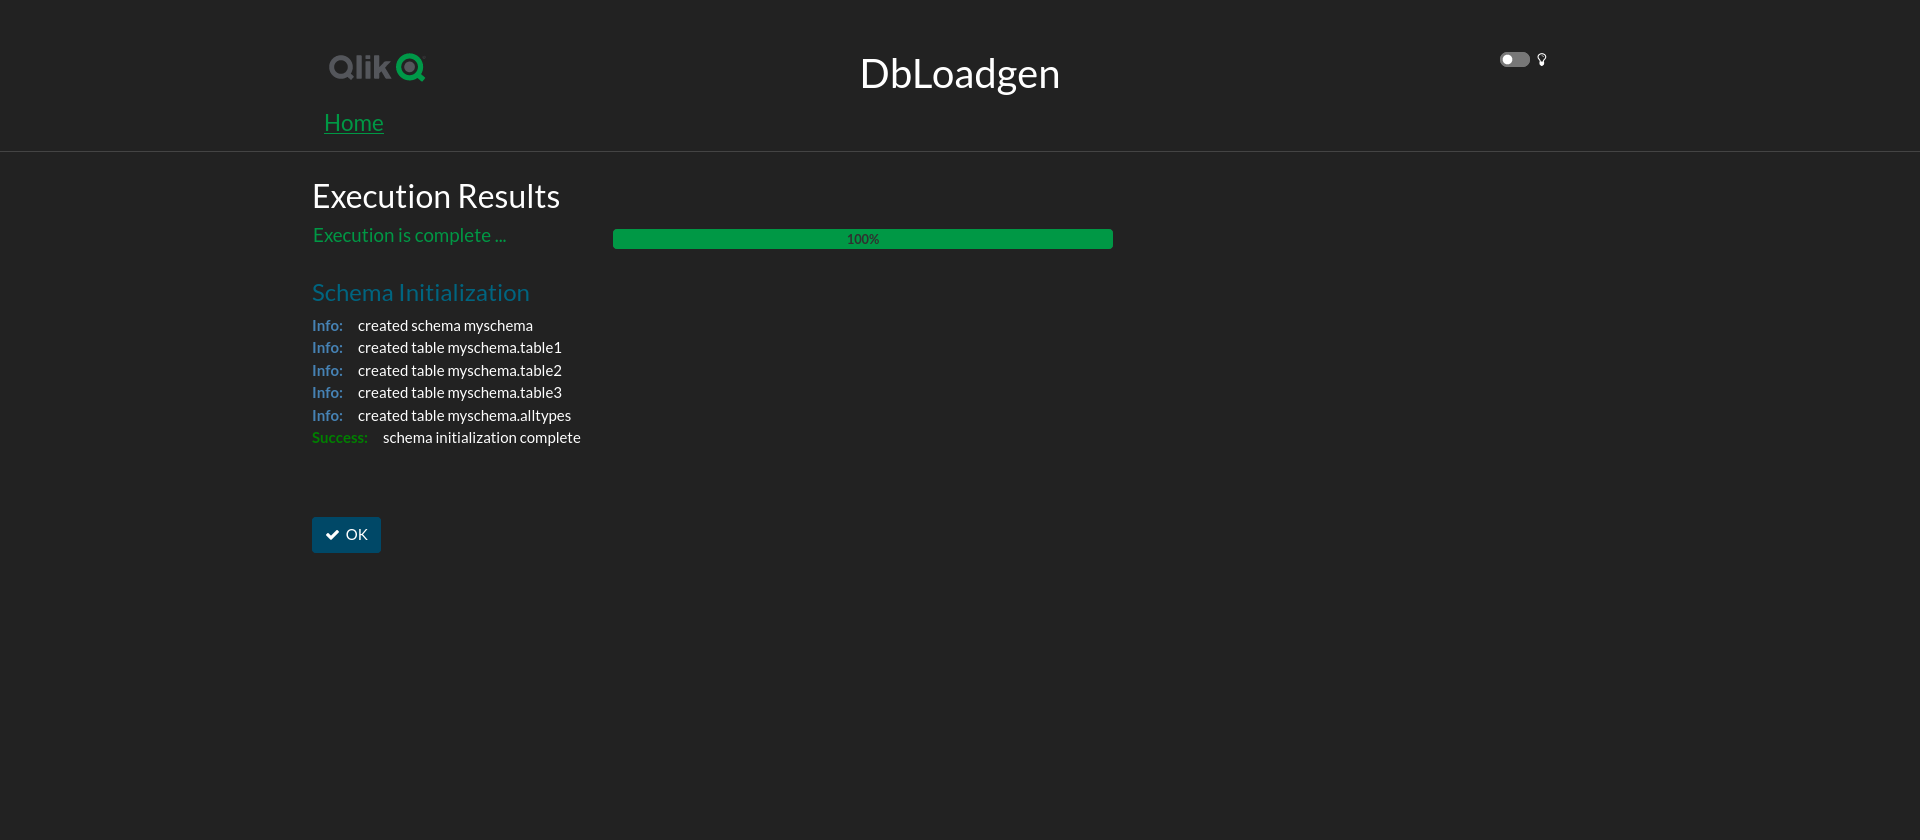 Qlik
DbLoadgen
Home
Execution Results
Execution is complete ...
100%
Schema Initialization
Info: created schema myschema
Info: created table myschema.table1
Info: created table myschema.table2
Info: created table myschema.table3
Info: created table myschema.alltypes
Success: schema initialization complete
OK